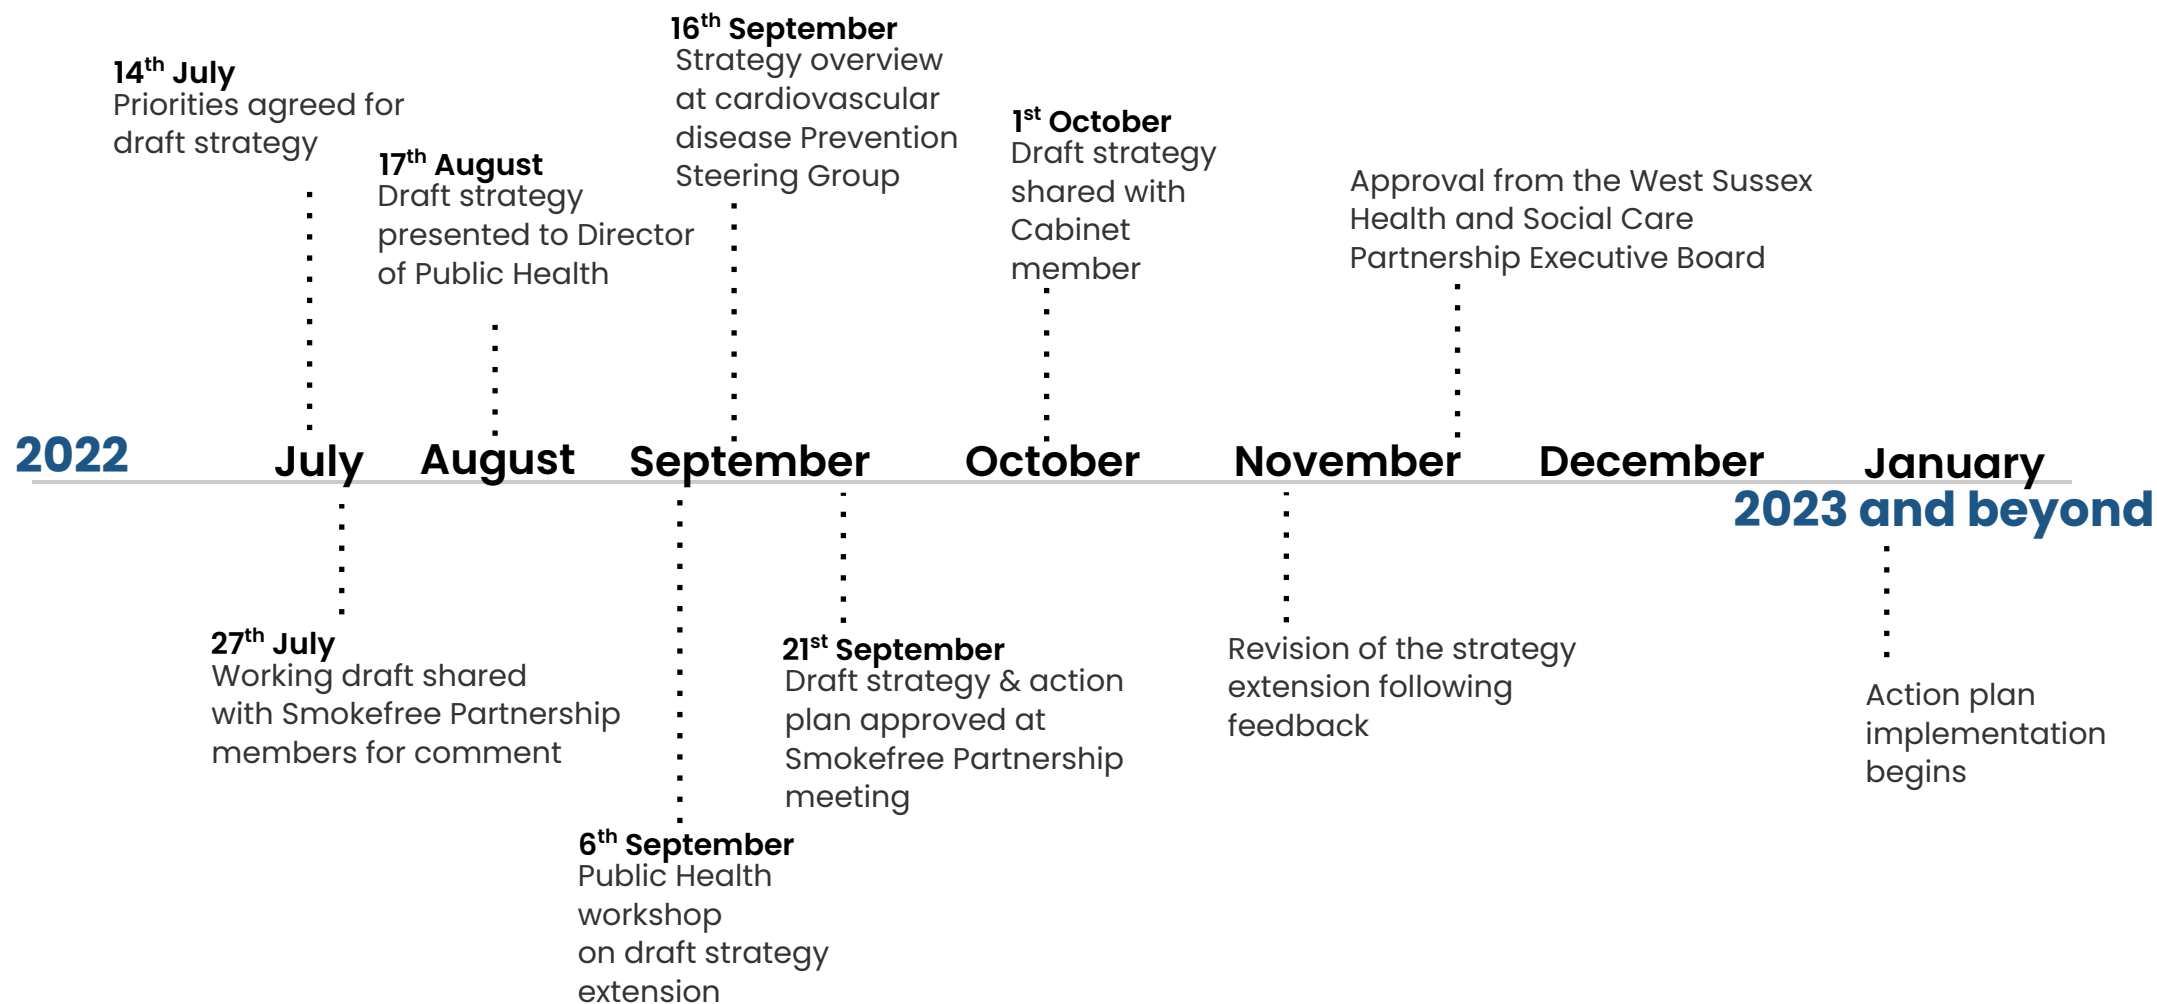 14th July
Priorities agreed for
draft strategy
17th August
Draft strategy
presented to Director
of Public Health
16th September
Strategy overview
at cardiovascular
disease Prevention
Steering Group
1st October
Draft strategy
shared with
Cabinet
member
Approval from the West Sussex
Health and Social Care
Partnership Executive Board
2022
July
August
September
October
November
December
January
2023 and beyond
27th July
Working draft shared
with Smokefree Partnership
members for comment
6th September
Public Health
workshop
on draft strategy
extension
21st September
Draft strategy & action
plan approved at
Smokefree Partnership
meeting
Revision of the strategy
extension following
feedback
Action plan
implementation
begins